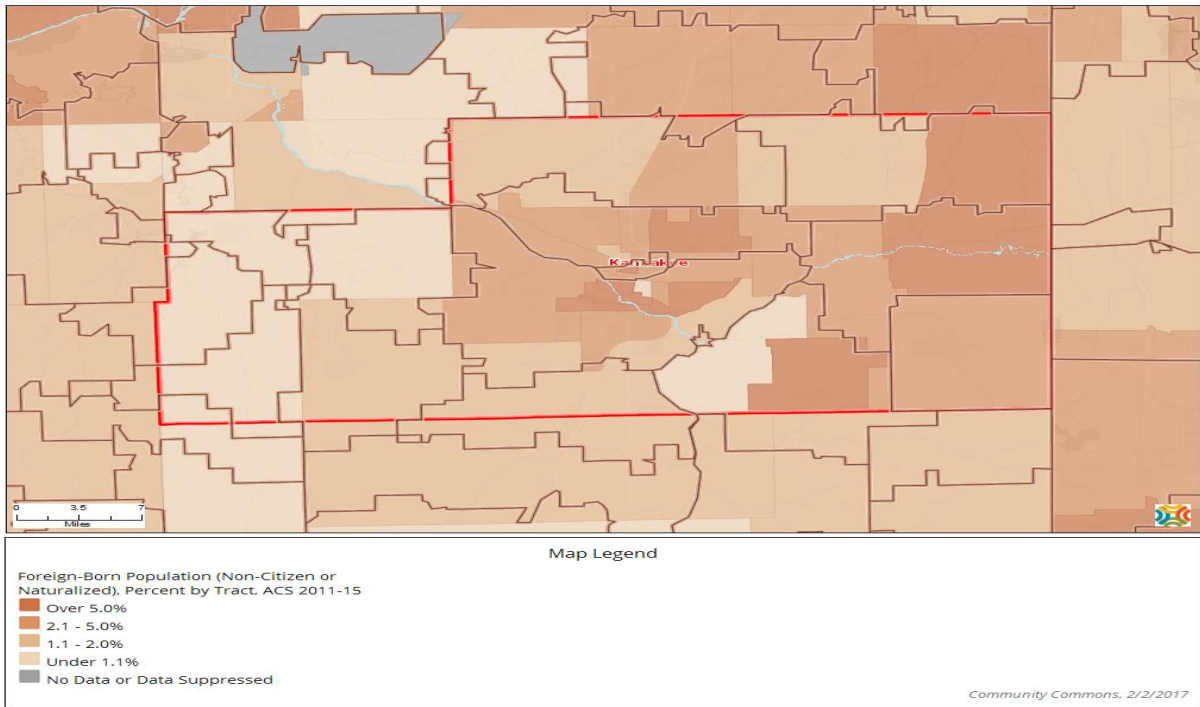 Kankakee
0 3.5 7
Miles
Map Legend
Foreign-Born Population (Non-Citizen or
Naturalized), Percent by Tract, ACS 2011-15
Over 5.0%
2.1 - 5.0%
1.1 - 2.0%
Under 1.1%
No Data or Data Suppressed
Community Commons, 2/2/2017